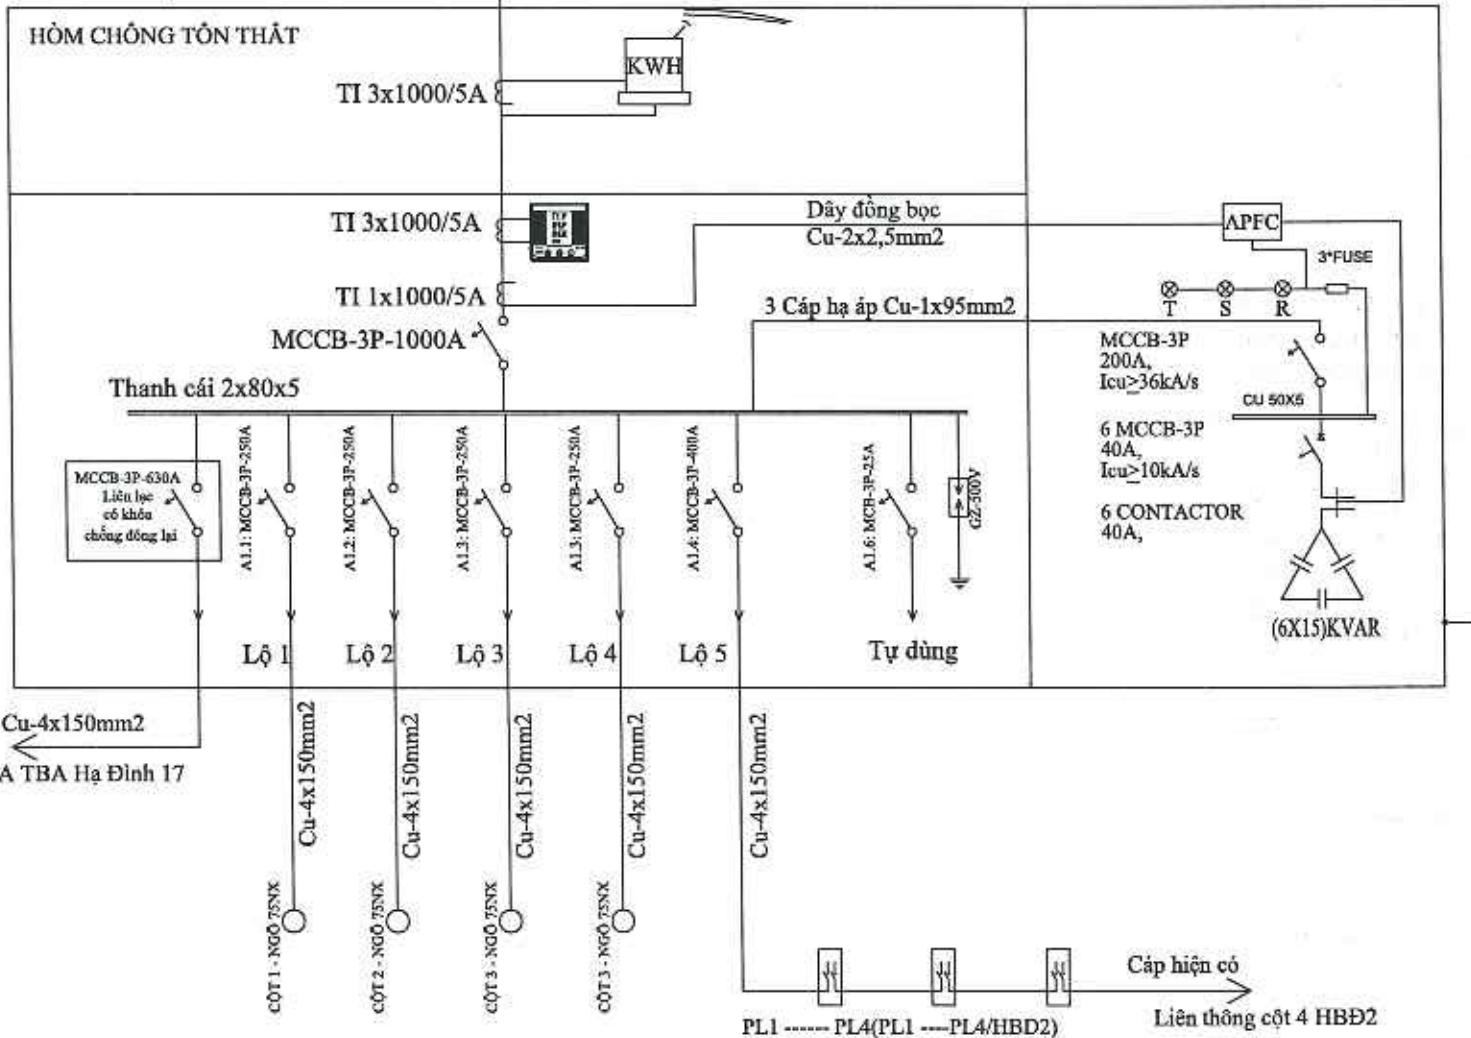 HÒM CHỐNG TỔN THẤT
KWH
TI 3x1000/5A
TI 3x1000/5A
Dây đồng bọc
Cu-2x2,5mm2
APFC
3*FUSE
TI 1x1000/5A
3 Cáp hạ áp Cu-1x95mm2
T S R
MCCB-3P-1000A
MCCB-3P
200A,
Icu>36kA/s
Thanh cái 2x80x5
CU 50X5
6 MCCB-3P
40A,
Icu>10kA/s
6 CONTACTOR
40A,
(6X15)KVAR
MCCB-3P-630A
Liên lạc
có khóa
chống đóng lại
A1.1: MCCB-3P-250A
A1.2: MCCB-3P-250A
A1.3: MCCB-3P-250A
A1.3: MCCB-3P-250A
A1.4: MCCB-3P-400A
A1.6: MCB-3P-25A
GZ-500V
Lộ 1
Lộ 2
Lộ 3
Lộ 4
Lộ 5
Tự dùng
Cu-4x150mm2
A TBA Hạ Đình 17
Cu-4x150mm2
Cu-4x150mm2
Cu-4x150mm2
Cu-4x150mm2
Cu-4x150mm2
CỘT 1 - NGÕ 75NX
CỘT 2 - NGÕ 75NX
CỘT 3 - NGÕ 75NX
CỘT 3 - NGÕ 75NX
Cáp hiện có
PL1 ------ PL4(PL1 ----PL4/HBD2)
Liên thông cột 4 HBĐ2